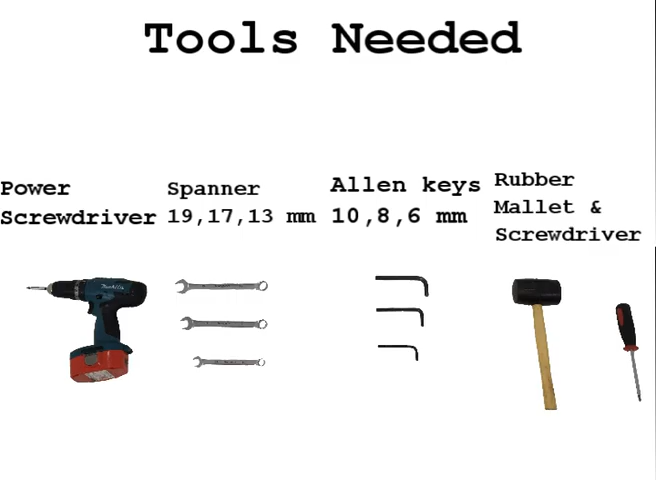 Tools Needed
Power
Screwdriver
Spanner
19,17,13 mm
Allen keys
10,8,6 mm
Rubber
Mallet &
Screwdriver